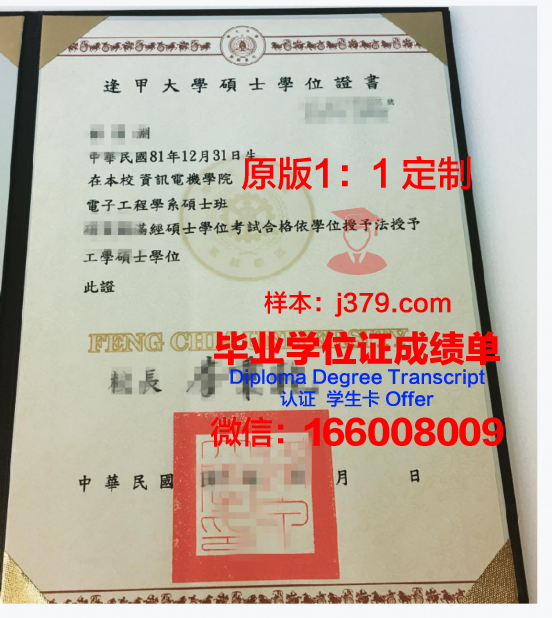 逢甲大學碩士學位證書
號
中華民國81年12月31日生
在本校 資訊電機學院
原版1：1 定制
電子工程學系碩士班
滿經碩士學位考試合格依學位授予法授予
工學碩士學位
此證
样本：j379.com
FENG CHIA UNIVERSITY
毕业学位证成绩单
Diploma Degree Transcript
校長
认证 学生卡 Offer
微信：166008009
中華民國 月 日